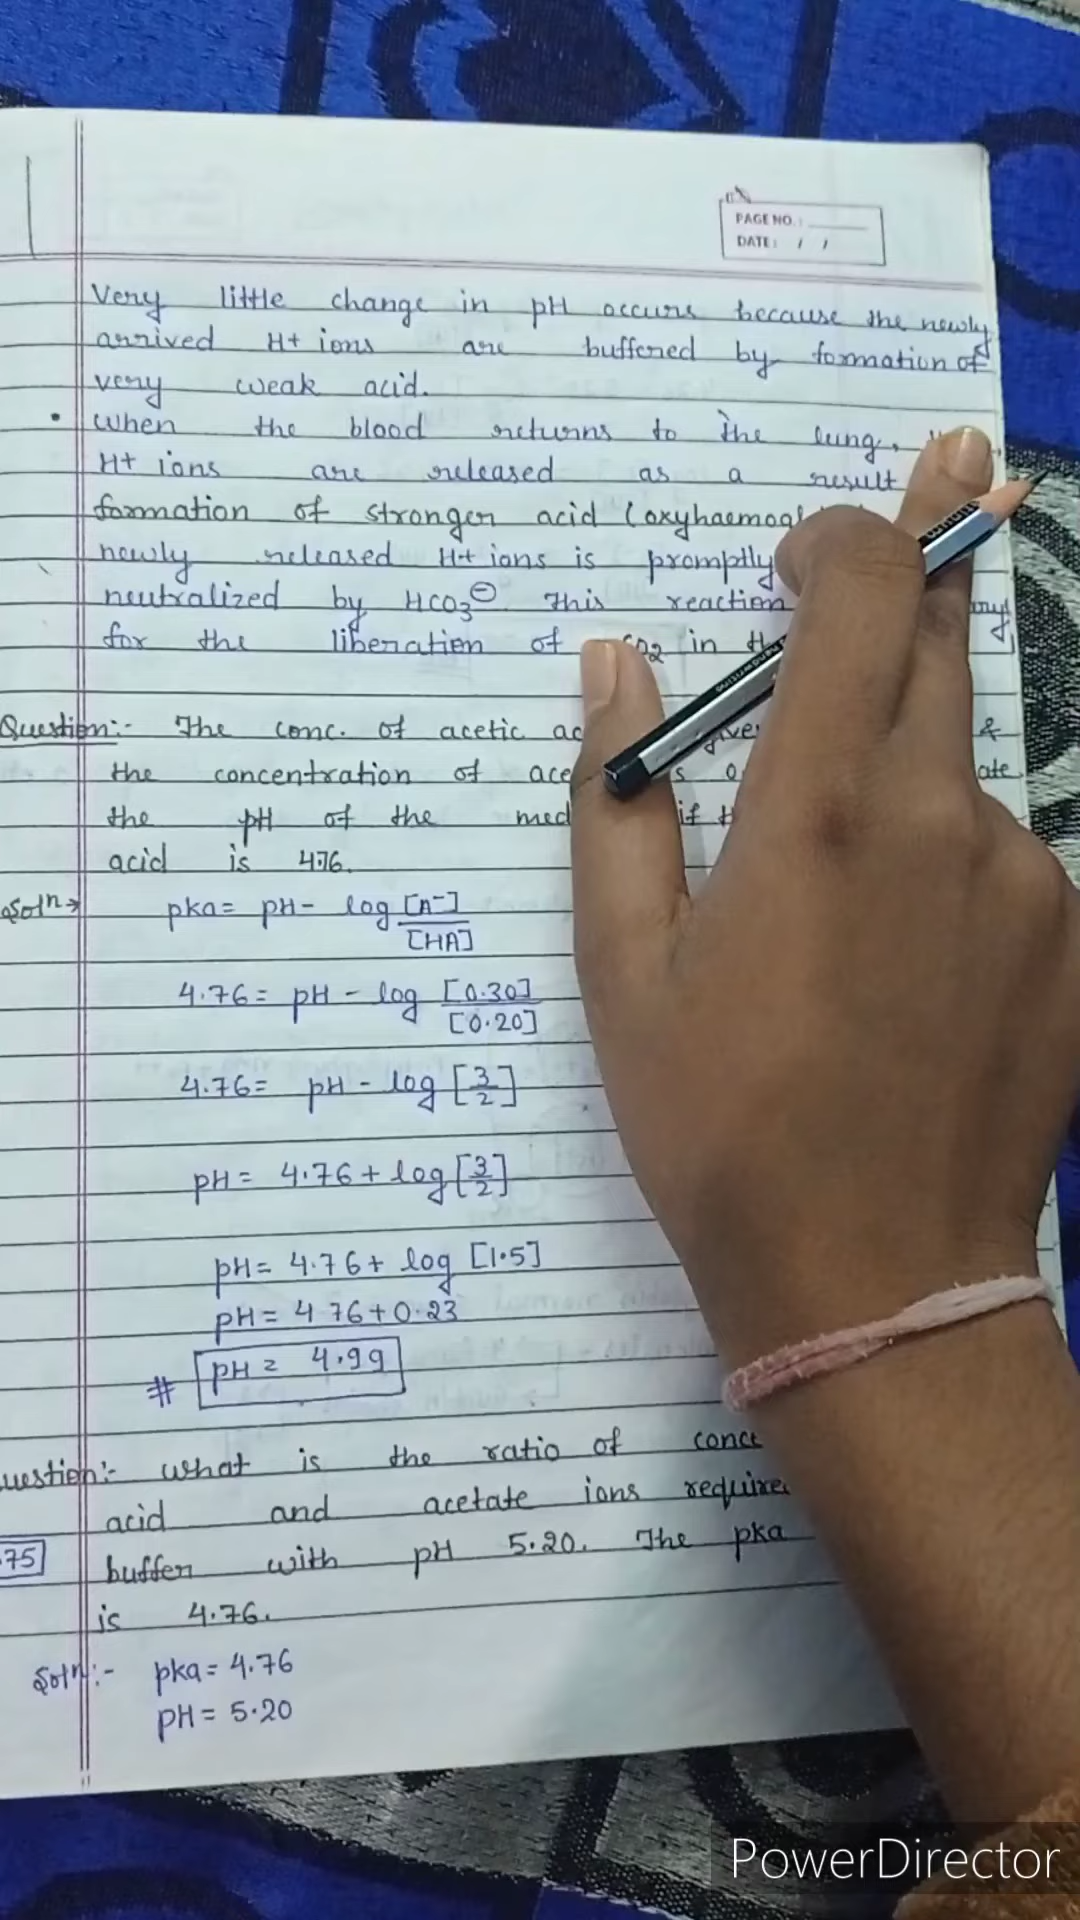 PAGE NO.:
DATE: / /
Very little change in pH occurs because the newly
arrived H+ ions are buffered by formation of
very weak acid.
• When the blood returns to the lung,
H+ ions are released as a result
formation of stronger acid (oxyhaemogl
newly released H+ ions is promptly
neutralized by HCO3⊖ This reaction
for the liberation of CO2 in
Question:- The conc. of acetic &
the concentration of
the pH of the if
acid is 4.76.
Soln→ pka= pH- log [A-]
[HA]
4.76= pH - log [0.30]
[0.20]
4.76= pH - log [3/2]
pH= 4.76+ log [3/2]
pH= 4.76+ log [1.5]
pH= 4 76+0.23
# pH= 4.99
uestion:- what is the ratio of
acid and acetate ions
.75 buffer with pH 5.20. The pka
is 4.76.
Soln:- pka= 4.76
pH= 5.20
PowerDirector